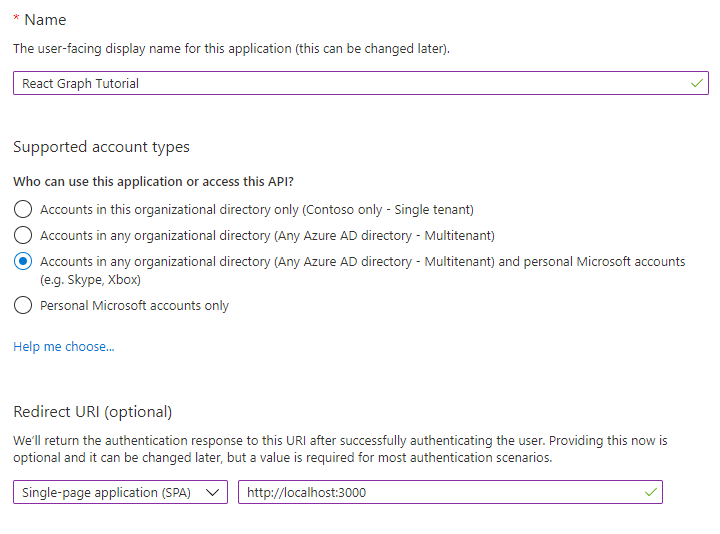 * Name
The user-facing display name for this application (this can be changed later).
React Graph Tutorial
Supported account types
Who can use this application or access this API?
Accounts in this organizational directory only (Contoso only - Single tenant)
Accounts in any organizational directory (Any Azure AD directory - Multitenant)
Accounts in any organizational directory (Any Azure AD directory - Multitenant) and personal Microsoft accounts
(e.g. Skype, Xbox)
Personal Microsoft accounts only
Help me choose...
Redirect URI (optional)
We'll return the authentication response to this URI after successfully authenticating the user. Providing this now is
optional and it can be changed later, but a value is required for most authentication scenarios.
Single-page application (SPA) http://localhost:3000